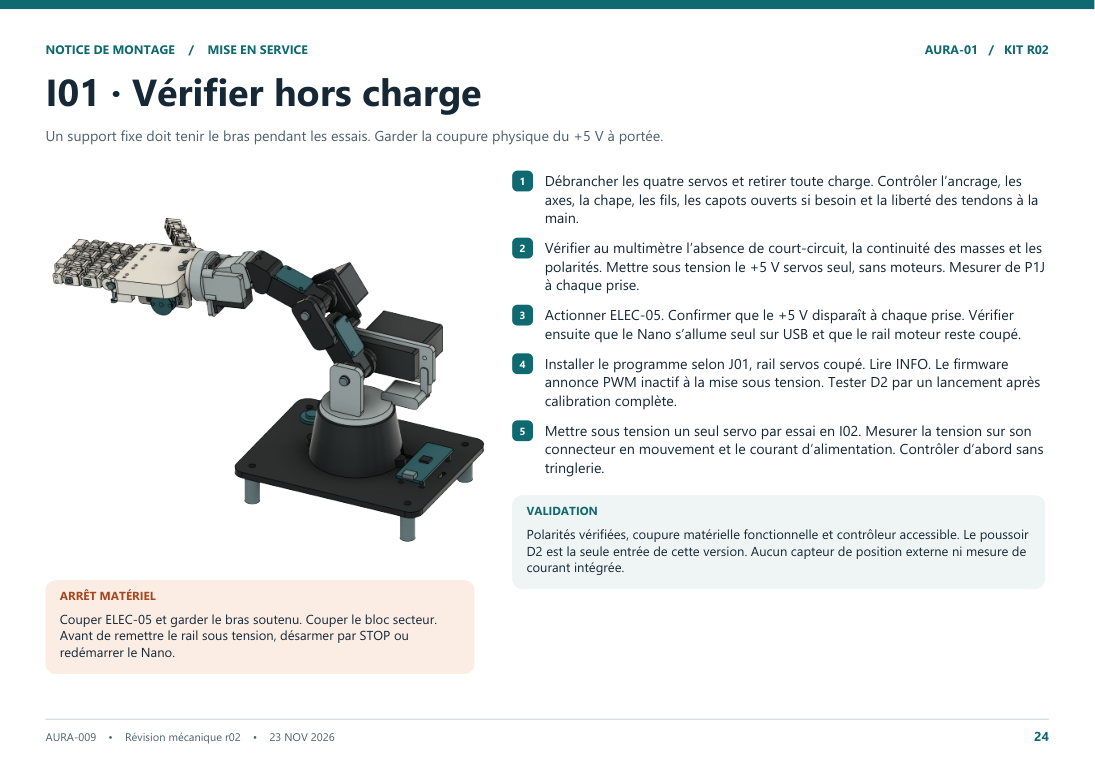 NOTICE DE MONTAGE / MISE EN SERVICE
AURA-01 / KIT R02
I01 · Vérifier hors charge
Un support fixe doit tenir le bras pendant les essais. Garder la coupure physique du +5 V à portée.
1
Débrancher les quatre servos et retirer toute charge. Contrôler l’ancrage, les
axes, la chape, les fils, les capots ouverts si besoin et la liberté des tendons à la
main.
2
Vérifier au multimètre l’absence de court-circuit, la continuité des masses et les
polarités. Mettre sous tension le +5 V servos seul, sans moteurs. Mesurer de P1J
à chaque prise.
3
Actionner ELEC-05. Confirmer que le +5 V disparaît à chaque prise. Vérifier
ensuite que le Nano s’allume seul sur USB et que le rail moteur reste coupé.
4
Installer le programme selon J01, rail servos coupé. Lire INFO. Le firmware
annonce PWM inactif à la mise sous tension. Tester D2 par un lancement après
calibration complète.
5
Mettre sous tension un seul servo par essai en I02. Mesurer la tension sur son
connecteur en mouvement et le courant d’alimentation. Contrôler d’abord sans
tringlerie.
VALIDATION
Polarités vérifiées, coupure matérielle fonctionnelle et contrôleur accessible. Le poussoir
D2 est la seule entrée de cette version. Aucun capteur de position externe ni mesure de
courant intégrée.
ARRÊT MATÉRIEL
Couper ELEC-05 et garder le bras soutenu. Couper le bloc secteur.
Avant de remettre le rail sous tension, désarmer par STOP ou
redémarrer le Nano.
AURA-009 • Révision mécanique r02 • 23 NOV 2026
24